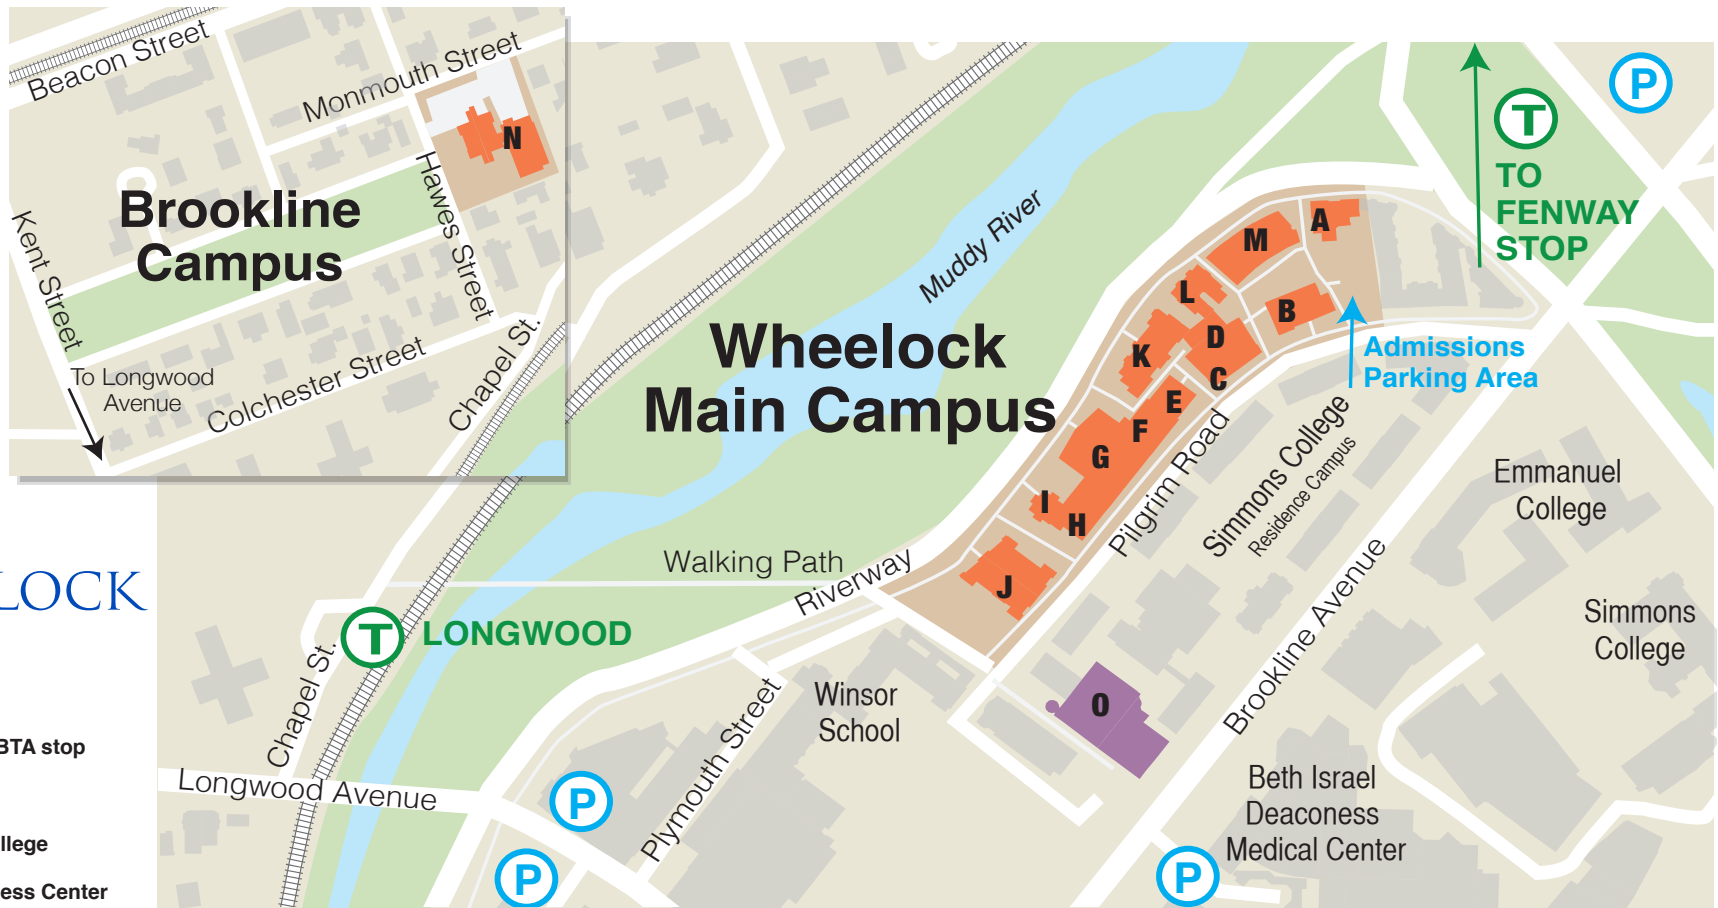 Beacon Street
Monmouth Street
N
Hawes Street
Brookline
Campus
Kent Street
To Longwood
Avenue
Colchester Street
Chapel St.
Muddy River
Wheelock
Main Campus
P
T
TO
FENWAY
STOP
A
M
L
B
D
K
C
E
F
G
I
H
J
Admissions
Parking Area
Pilgrim Road
Simmons College
Residence Campus
Emmanuel
College
Walking Path
Riverway
Brookline Avenue
Simmons
College
LOCK
T
LONGWOOD
Chapel St.
Winsor
School
O
Plymouth Street
BTA stop
Longwood Avenue
P
Beth Israel
Deaconess
Medical Center
llege
P
P
ess Center